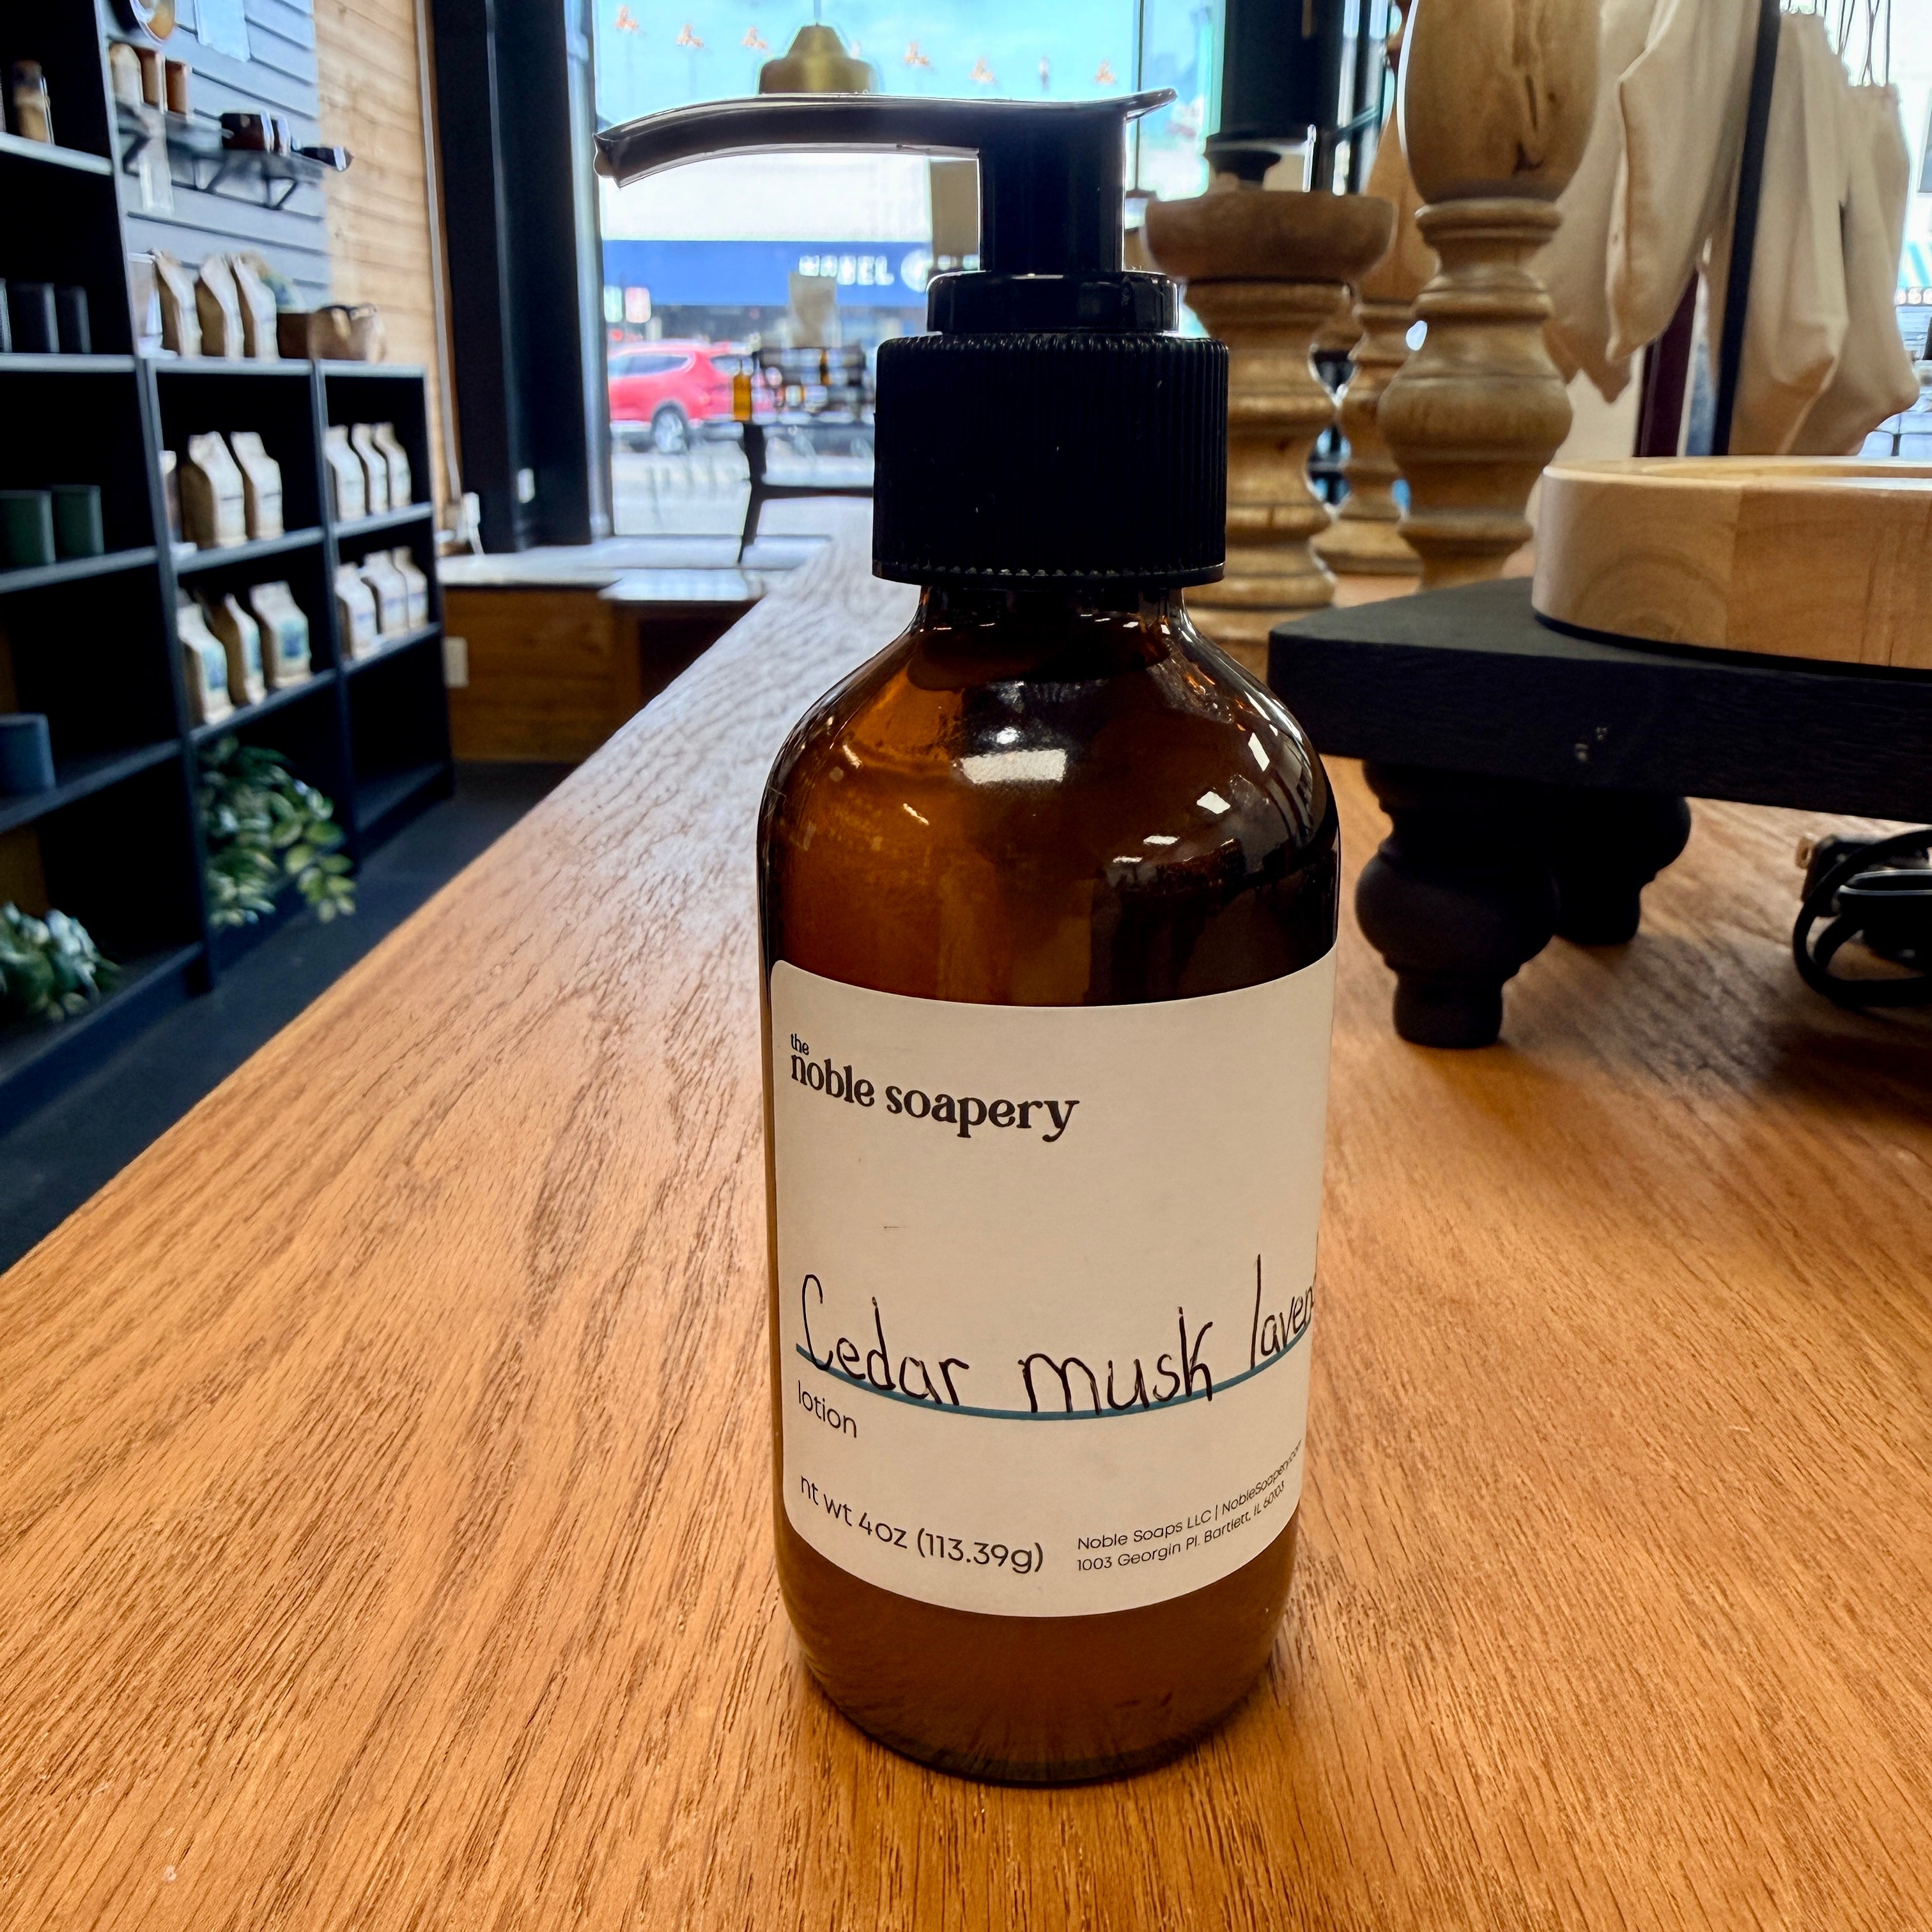 the
noble soapery
Cedar musk laven
lotion
nt wt 4oz (113.39g)
Noble Soaps LLC | NobleSoapery.com
1003 Georgin Pl. Bartlett, IL 60103